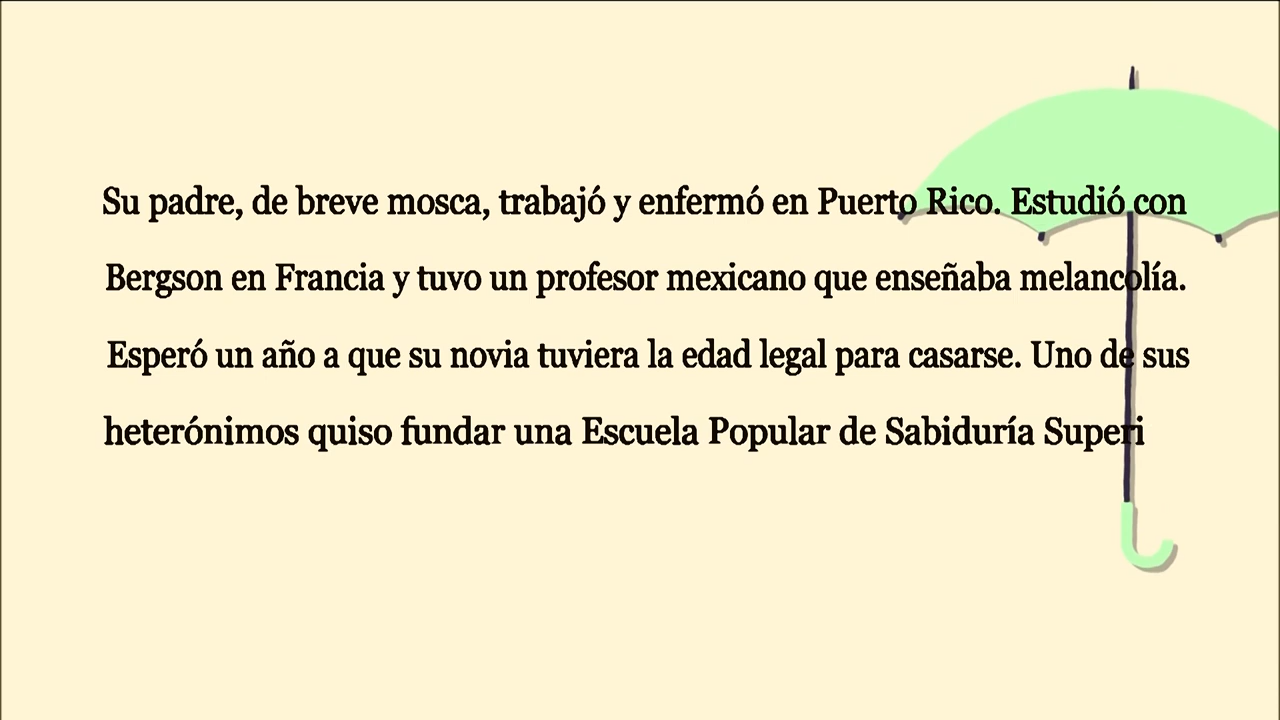 Su padre, de breve mosca, trabajó y enfermó en Puerto Rico. Estudió con
Bergson en Francia y tuvo un profesor mexicano que enseñaba melancolía.
Esperó un año a que su novia tuviera la edad legal para casarse. Uno de sus
heterónimos quiso fundar una Escuela Popular de Sabiduría Superi